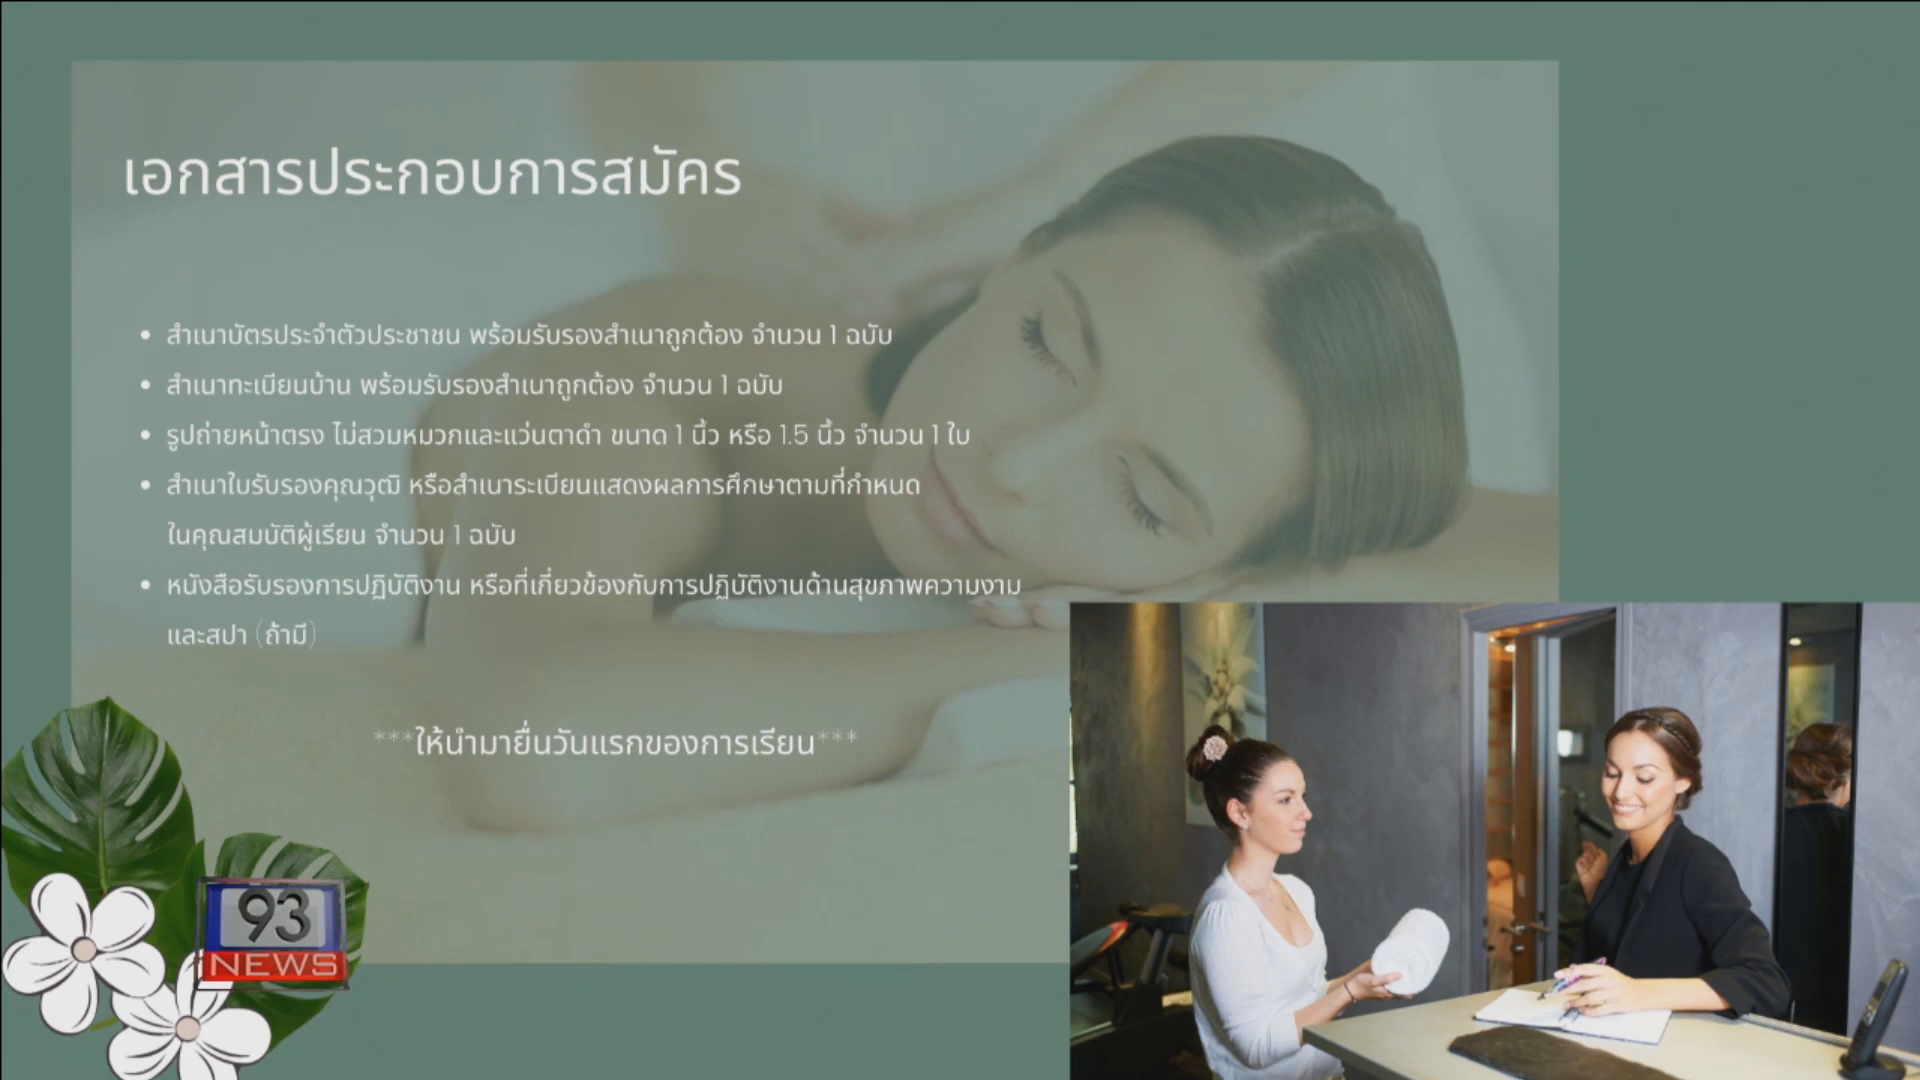 เอกสารประกอบการสมัคร
• สำเนาบัตรประจำตัวประชาชน พร้อมรับรองสำเนาถูกต้อง จำนวน 1 ฉบับ
• สำเนาทะเบียนบ้าน พร้อมรับรองสำเนาถูกต้อง จำนวน 1 ฉบับ
• รูปถ่ายหน้าตรง ไม่สวมหมวกและแว่นตาดำ ขนาด 1 นิ้ว หรือ 1.5 นิ้ว จำนวน 1 ใบ
• สำเนาใบรับรองคุณวุฒิ หรือสำเนาระเบียนแสดงผลการศึกษาตามที่กำหนด
ในคุณสมบัติผู้เรียน จำนวน 1 ฉบับ
• หนังสือรับรองการปฏิบัติงาน หรือที่เกี่ยวข้องกับการปฏิบัติงานด้านสุขภาพความงาม
และสปา (ถ้ามี)
***ให้นำมายื่นวันแรกของการเรียน***
93
NEWS